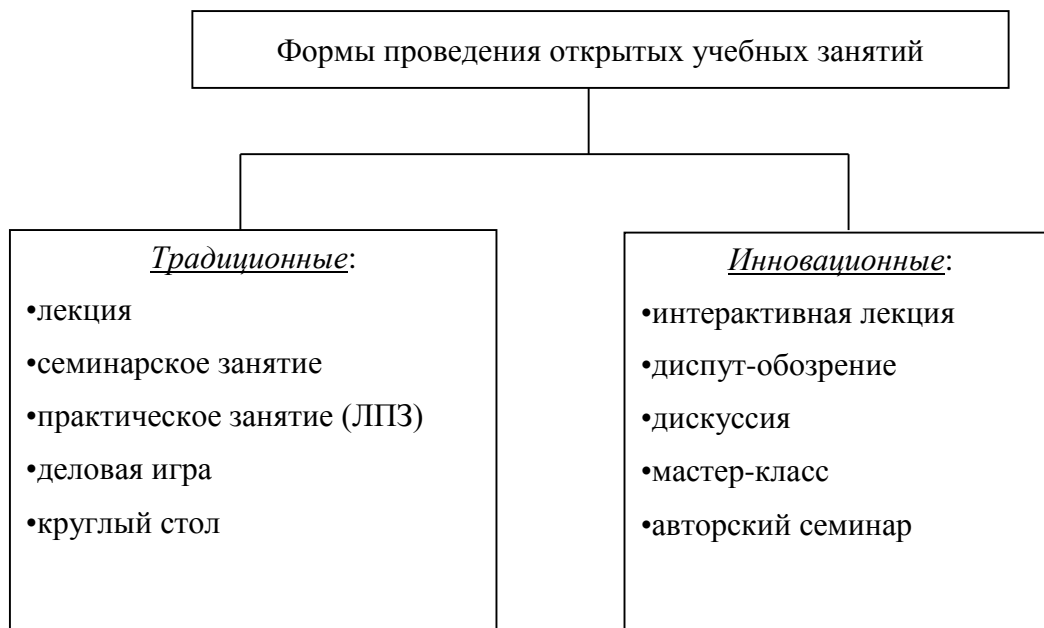 Формы проведения открытых учебных занятий
Традиционные:
•лекция
•семинарское занятие
•практическое занятие (ЛПЗ)
•деловая игра
•круглый стол
Инновационные:
•интерактивная лекция
•диспут-обозрение
•дискуссия
•мастер-класс
•авторский семинар